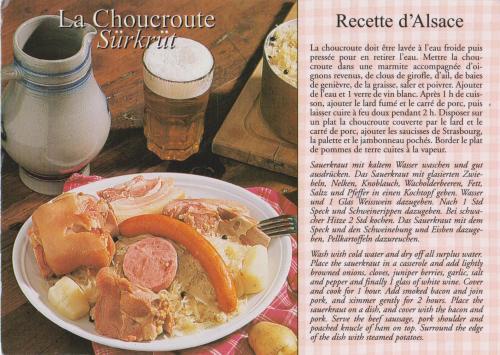 La Choucroute
Sürkrüt
Recette d'Alsace
La choucroute doit être lavée à l'eau froide puis
pressée pour en retirer l'eau. Mettre la chou-
croute dans une marmite accompagnée d'oi-
gnons revenus, de clous de girofle, d'ail, de baies
de genièvre, de la graisse, saler et poivrer. Ajouter
de l'eau et 1 verre de vin blanc. Après 1 h de cuis-
son, ajouter le lard fumé et le carré de porc, puis
laisser cuire à feu doux pendant 2 h. Disposer sur
un plat la choucroute couverte par le lard et le
carré de porc, ajouter les saucisses de Strasbourg,
la palette et le jambonneau pochés. Border le plat
de pommes de terre cuites à la vapeur.
Sauerkraut mit kaltem Wasser waschen und gut
ausdrücken. Das Sauerkraut mit glasierten Zwie-
beln, Nelken, Knoblauch, Wacholderbeeren, Fett,
Saltz und Pfeffer in einen Kochtopf geben. Wasser
und 1 Glas Weisswein dazugeben. Nach 1 Std
Speck und Schweinerippen dazugeben. Bei schwa-
cher Hitze 2 Std kochen. Das Sauerkraut mit dem
Speck und den Schweinebung und Eisben dazuge-
ben, Pellkartoffeln dazureuchen.
Wash with cold water and dry off all surplus water.
Place the sauerkraut in a casserole and add lightly
browned onions, cloves, juniper berries, garlic, salt
and pepper and finally 1 glass of white wine. Cover
and cook for 1 hour. Add smoked bacon and join
pork, and simmer gently for 2 hours. Place the
sauerkraut on a dish, and cover with the bacon and
pork. Serve the beef sausage, pork shoulder and
poached knucle of ham on top. Surround the edge
of the dish with steamed potatoes.